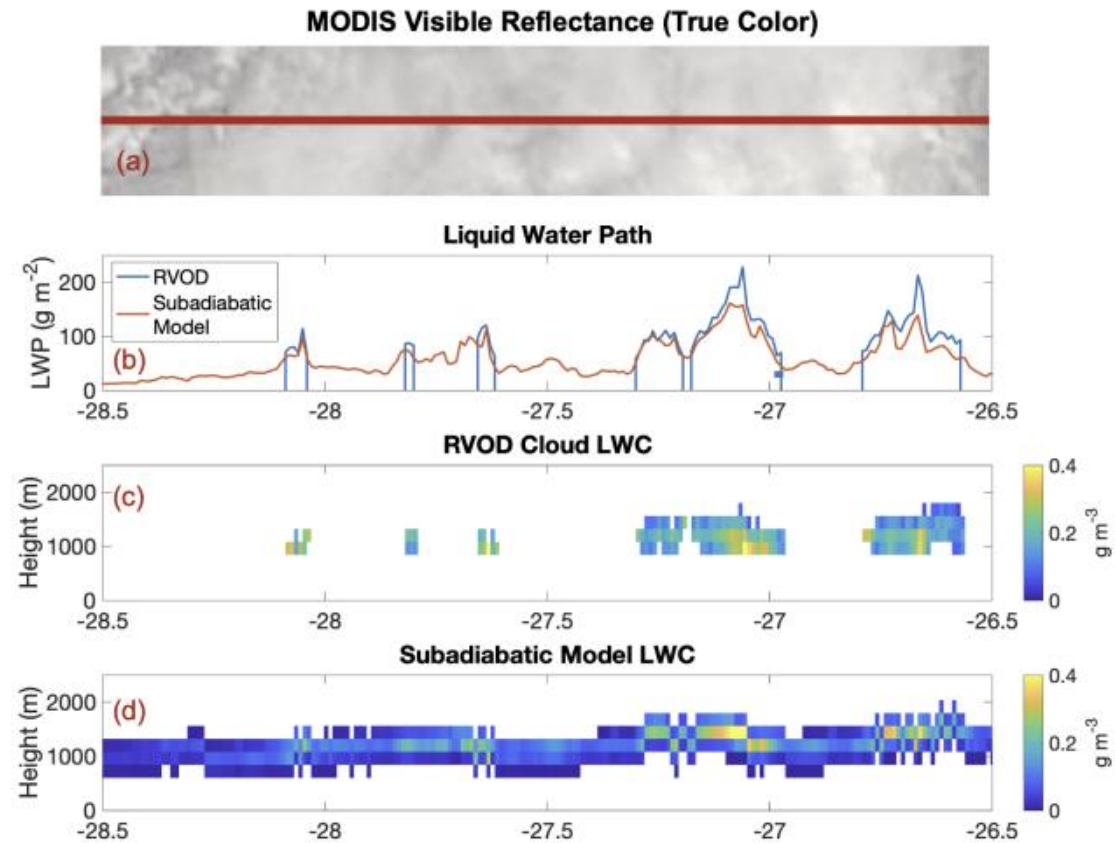 MODIS Visible Reflectance (True Color)
(a)
Liquid Water Path
LWP (g m⁻²)
200
100
0
RVOD
Subadiabatic
Model
(b)
-28.5 -28 -27.5 -27 -26.5
RVOD Cloud LWC
Height (m)
2000
1000
0
(c)
-28.5 -28 -27.5 -27 -26.5
0.4
0.2
0
g m⁻³
Subadiabatic Model LWC
Height (m)
2000
1000
0
(d)
-28.5 -28 -27.5 -27 -26.5
0.4
0.2
0
g m⁻³